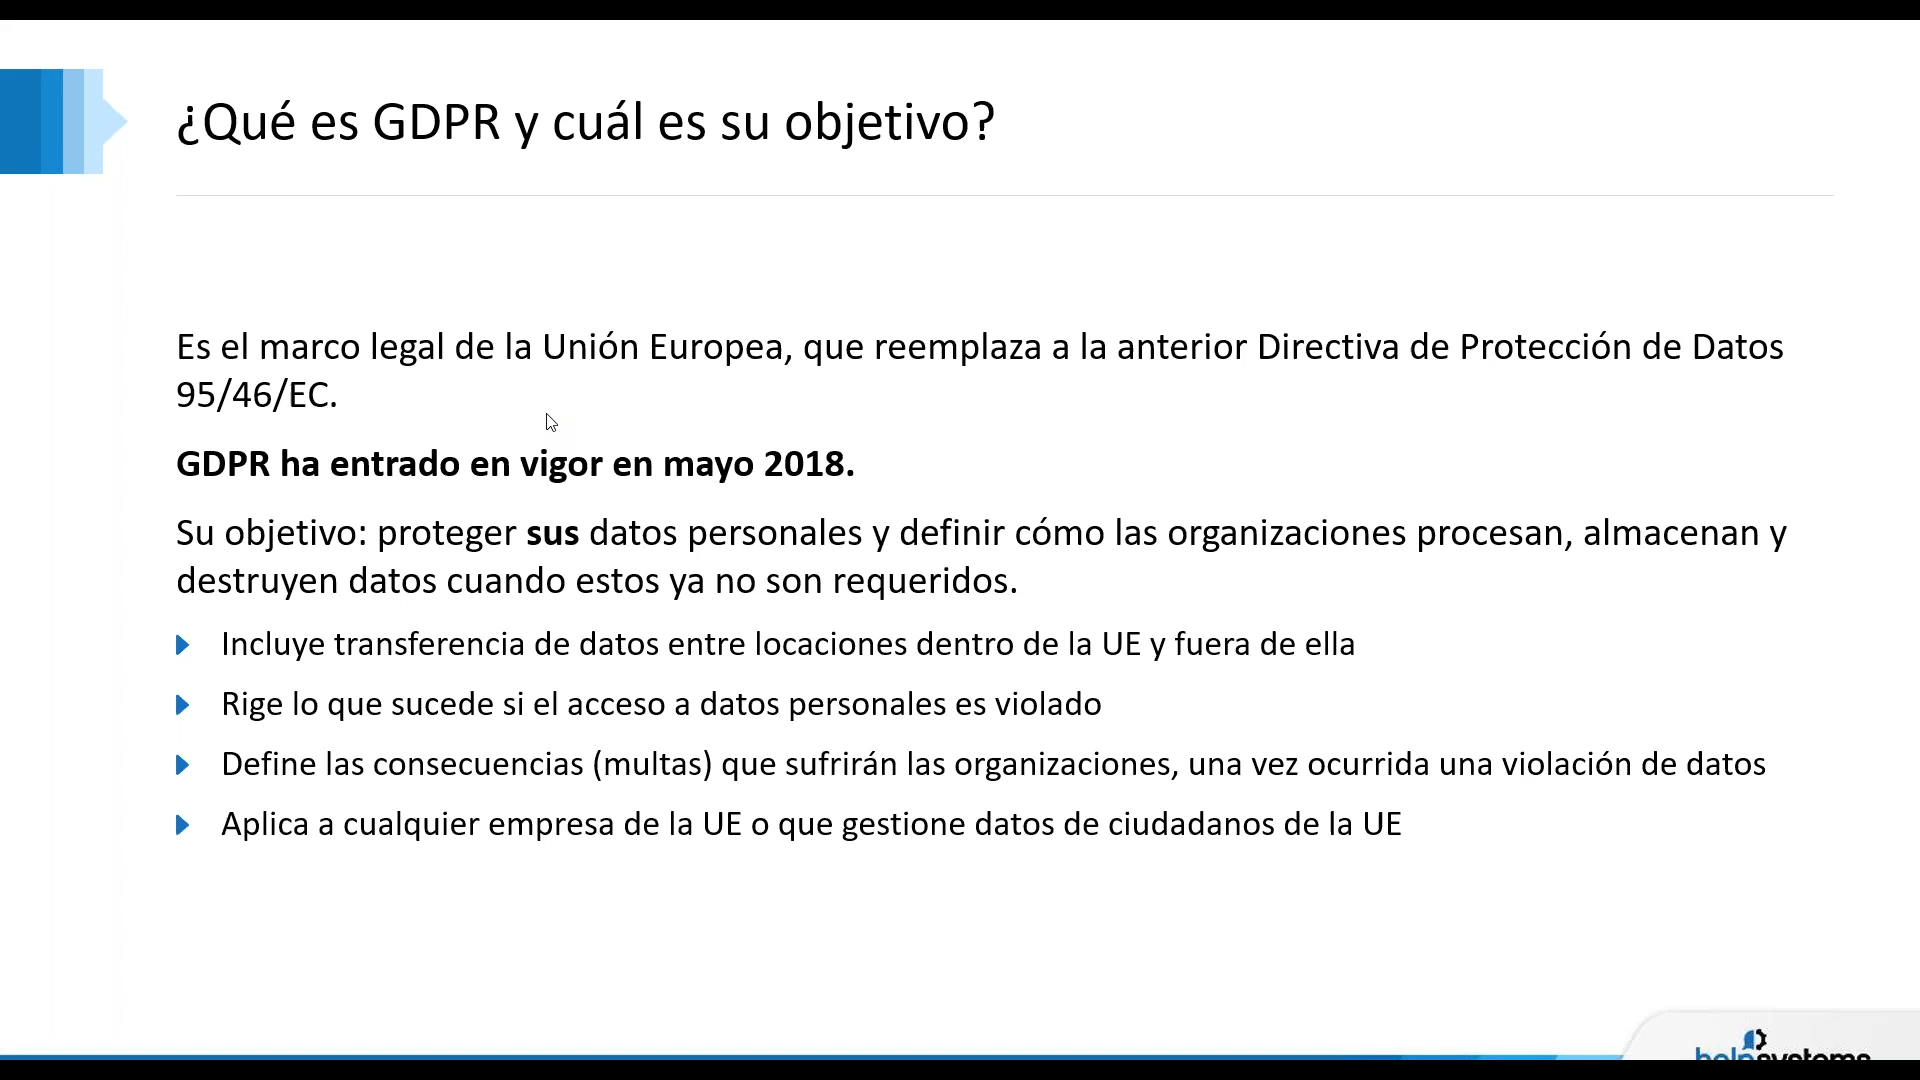 ¿Qué es GDPR y cuál es su objetivo?
Es el marco legal de la Unión Europea, que reemplaza a la anterior Directiva de Protección de Datos
95/46/EC.
GDPR ha entrado en vigor en mayo 2018.
Su objetivo: proteger sus datos personales y definir cómo las organizaciones procesan, almacenan y
destruyen datos cuando estos ya no son requeridos.
Incluye transferencia de datos entre locaciones dentro de la UE y fuera de ella
Rige lo que sucede si el acceso a datos personales es violado
Define las consecuencias (multas) que sufrirán las organizaciones, una vez ocurrida una violación de datos
Aplica a cualquier empresa de la UE o que gestione datos de ciudadanos de la UE
helpsystems